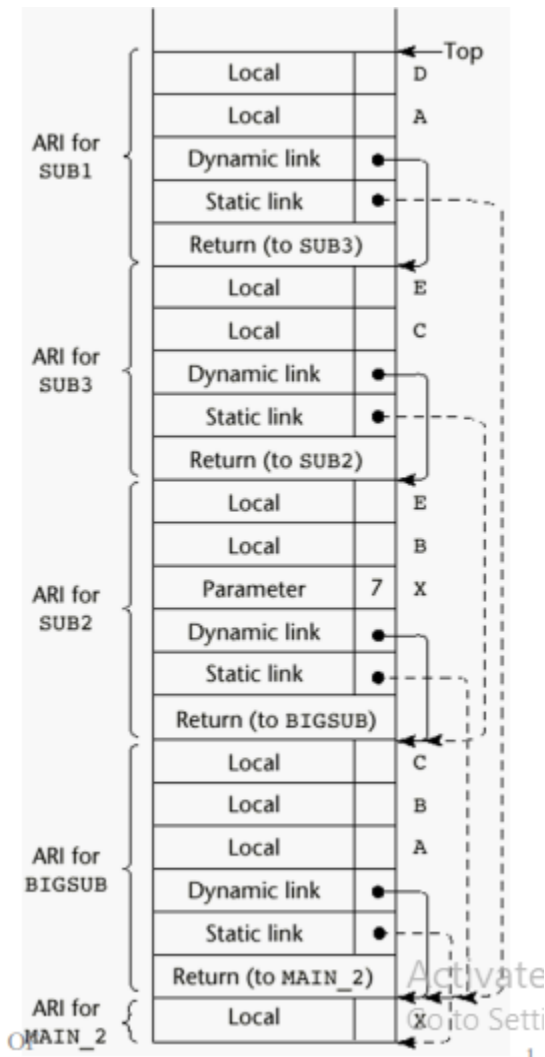 Top
Local D
Local A
ARI for
SUB1
Dynamic link
Static link
Return (to SUB3)
Local E
Local C
ARI for
SUB3
Dynamic link
Static link
Return (to SUB2)
Local E
Local B
ARI for
SUB2
Parameter 7 X
Dynamic link
Static link
Return (to BIGSUB)
Local C
Local B
Local A
ARI for
BIGSUB
Dynamic link
Static link
Return (to MAIN_2)
Activate
ARI for
MAIN_2
Local X
Go to Setti